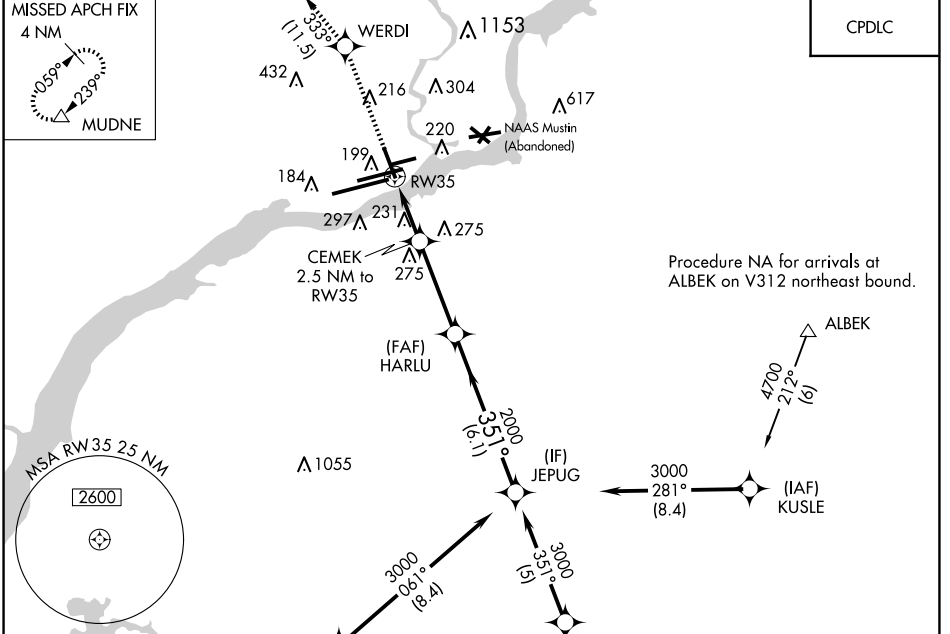 MISSED APCH FIX
4 NM
059°
239°
MUDNE
333°
(11.5)
WERDI
1153
CPDLC
432
216
304
617
NAAS Mustin
(Abandoned)
220
199
184
RW35
297
231
275
CEMEK
2.5 NM to
RW35
275
Procedure NA for arrivals at
ALBEK on V312 northeast bound.
ALBEK
(FAF)
HARLU
4700
212°
(6)
2000
351°
(6.1)
MSA RW35 25 NM
2600
1055
(IF)
JEPUG
3000
281°
(8.4)
(IAF)
KUSLE
3000
061°
(8.4)
3000
351°
(5)